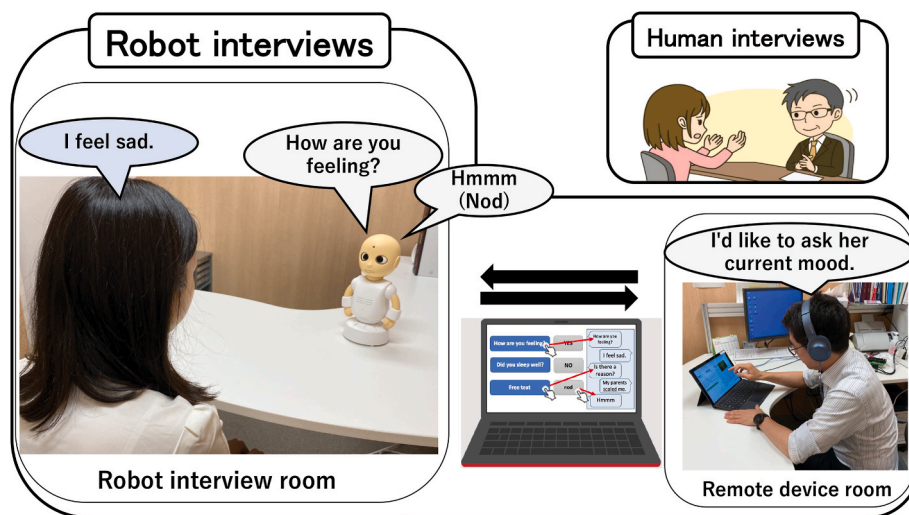 Robot interviews
Human interviews
I feel sad.
How are you
feeling?
Hmmm
(Nod)
I'd like to ask her
current mood.
How are you feeling?
YES
How are you
feeling?
I feel sad.
Did you sleep well?
NO
Is there a
reason?
My parents
scolded me.
Free text
nod
Hmmm
Robot interview room
Remote device room